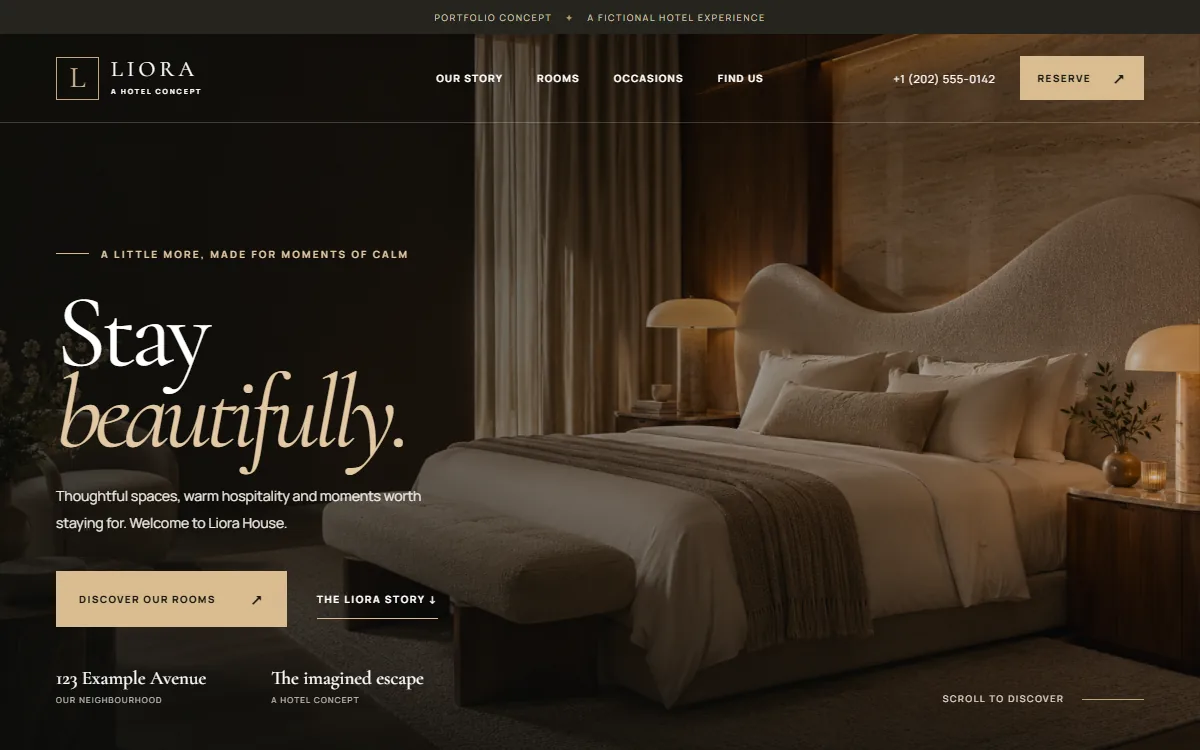 PORTFOLIO CONCEPT ✦ A FICTIONAL HOTEL EXPERIENCE
L
LIORA
A HOTEL CONCEPT
OUR STORY
ROOMS
OCCASIONS
FIND US
+1 (202) 555-0142
RESERVE ↗
A LITTLE MORE, MADE FOR MOMENTS OF CALM
Stay
beautifully.
Thoughtful spaces, warm hospitality and moments worth
staying for. Welcome to Liora House.
DISCOVER OUR ROOMS ↗
THE LIORA STORY ↓
123 Example Avenue
OUR NEIGHBOURHOOD
The imagined escape
A HOTEL CONCEPT
SCROLL TO DISCOVER